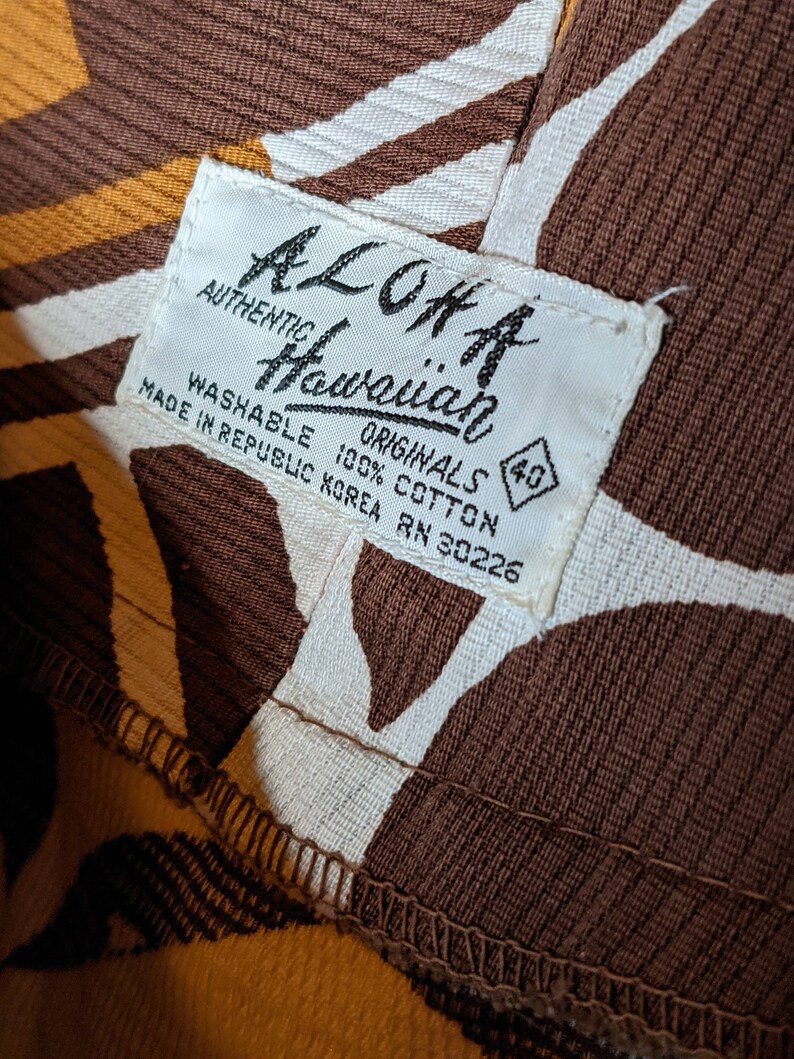 ALOHA
AUTHENTIC
Hawaiian
ORIGINALS
WASHABLE 100% COTTON
MADE IN REPUBLIC KOREA RN 30226
40